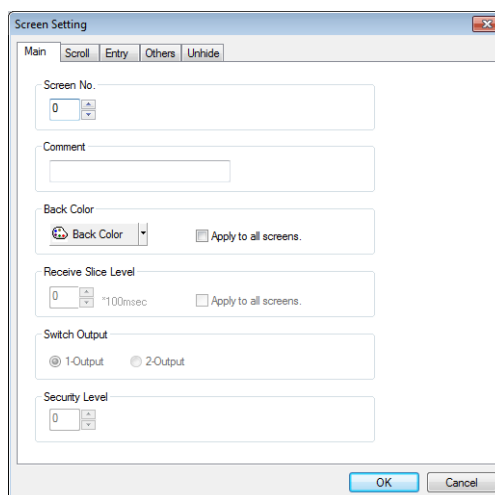 Screen Setting
Main Scroll Entry Others Unhide
Screen No.
0
Comment
Back Color
Back Color Apply to all screens.
Receive Slice Level
0 *100msec Apply to all screens.
Switch Output
1-Output 2-Output
Security Level
0
OK Cancel